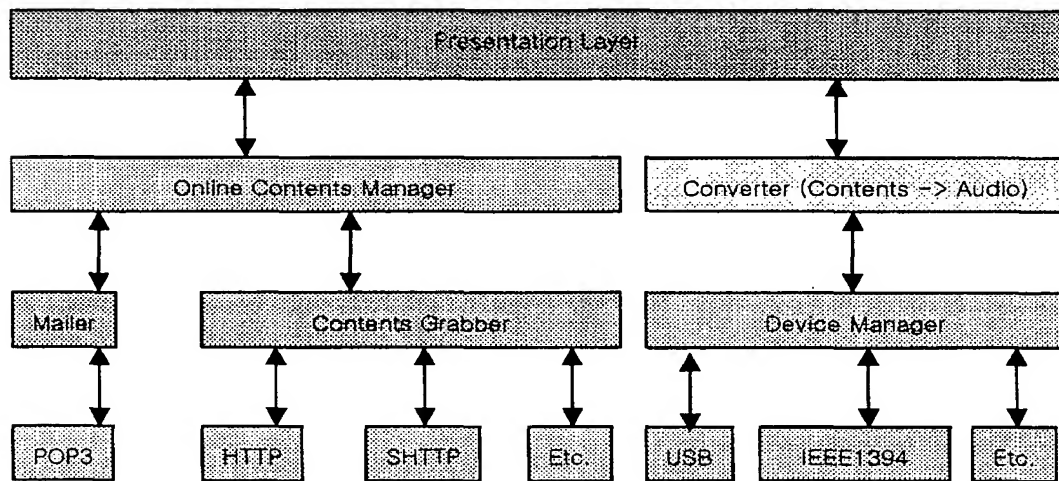 Presentation Layer
Online Contents Manager
Converter (Contents -> Audio)
Mailer
Contents Grabber
Device Manager
POP3
HTTP
SHTTP
Etc.
USB
IEEE1394
Etc.